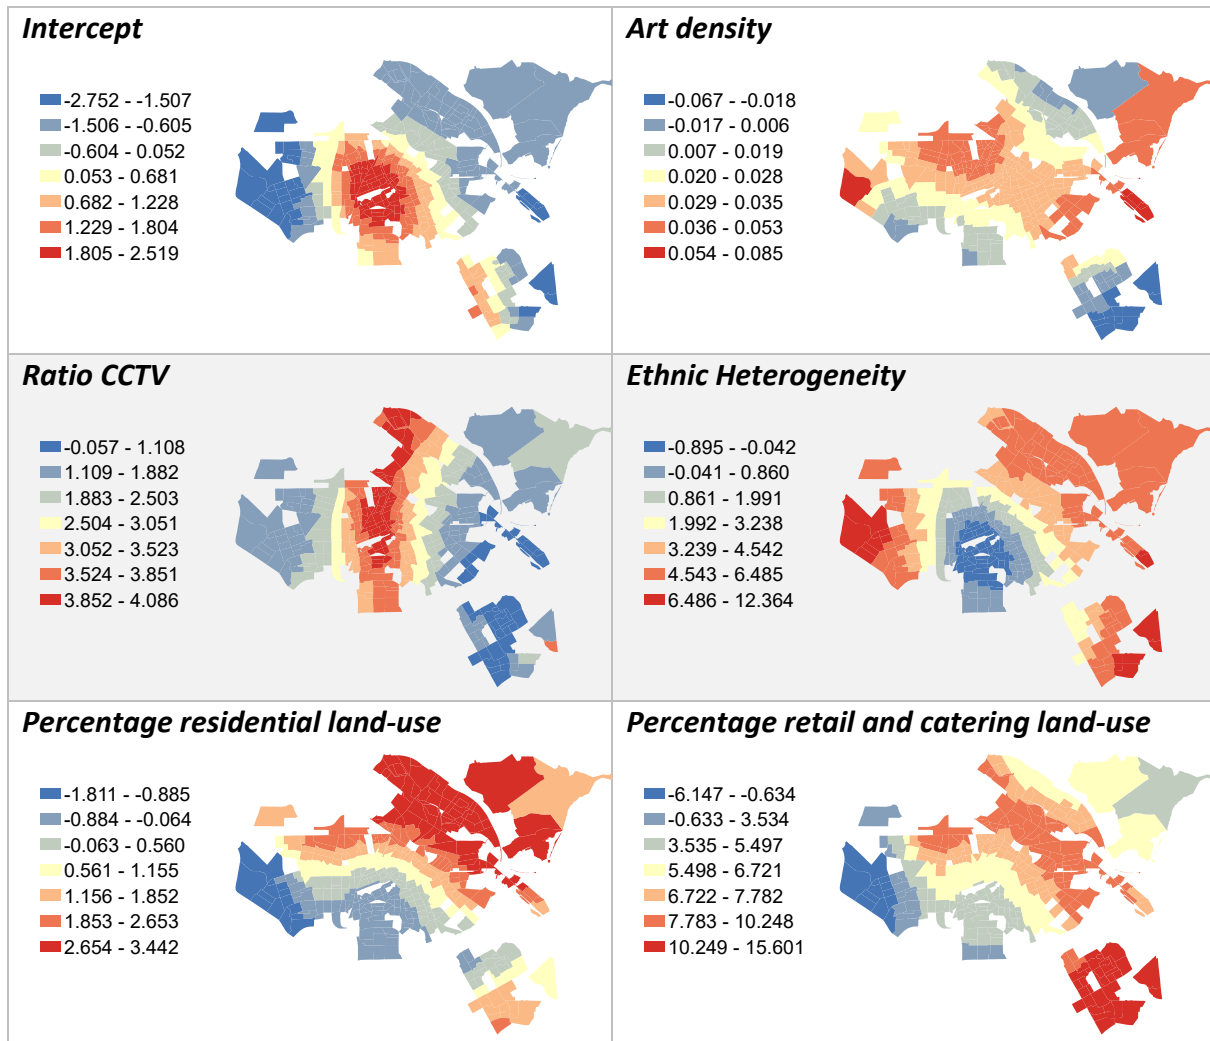 Intercept
-2.752 - -1.507
-1.506 - -0.605
-0.604 - 0.052
0.053 - 0.681
0.682 - 1.228
1.229 - 1.804
1.805 - 2.519
Art density
-0.067 - -0.018
-0.017 - 0.006
0.007 - 0.019
0.020 - 0.028
0.029 - 0.035
0.036 - 0.053
0.054 - 0.085
Ratio CCTV
-0.057 - 1.108
1.109 - 1.882
1.883 - 2.503
2.504 - 3.051
3.052 - 3.523
3.524 - 3.851
3.852 - 4.086
Ethnic Heterogeneity
-0.895 - -0.042
-0.041 - 0.860
0.861 - 1.991
1.992 - 3.238
3.239 - 4.542
4.543 - 6.485
6.486 - 12.364
Percentage residential land-use
-1.811 - -0.885
-0.884 - -0.064
-0.063 - 0.560
0.561 - 1.155
1.156 - 1.852
1.853 - 2.653
2.654 - 3.442
Percentage retail and catering land-use
-6.147 - -0.634
-0.633 - 3.534
3.535 - 5.497
5.498 - 6.721
6.722 - 7.782
7.783 - 10.248
10.249 - 15.601